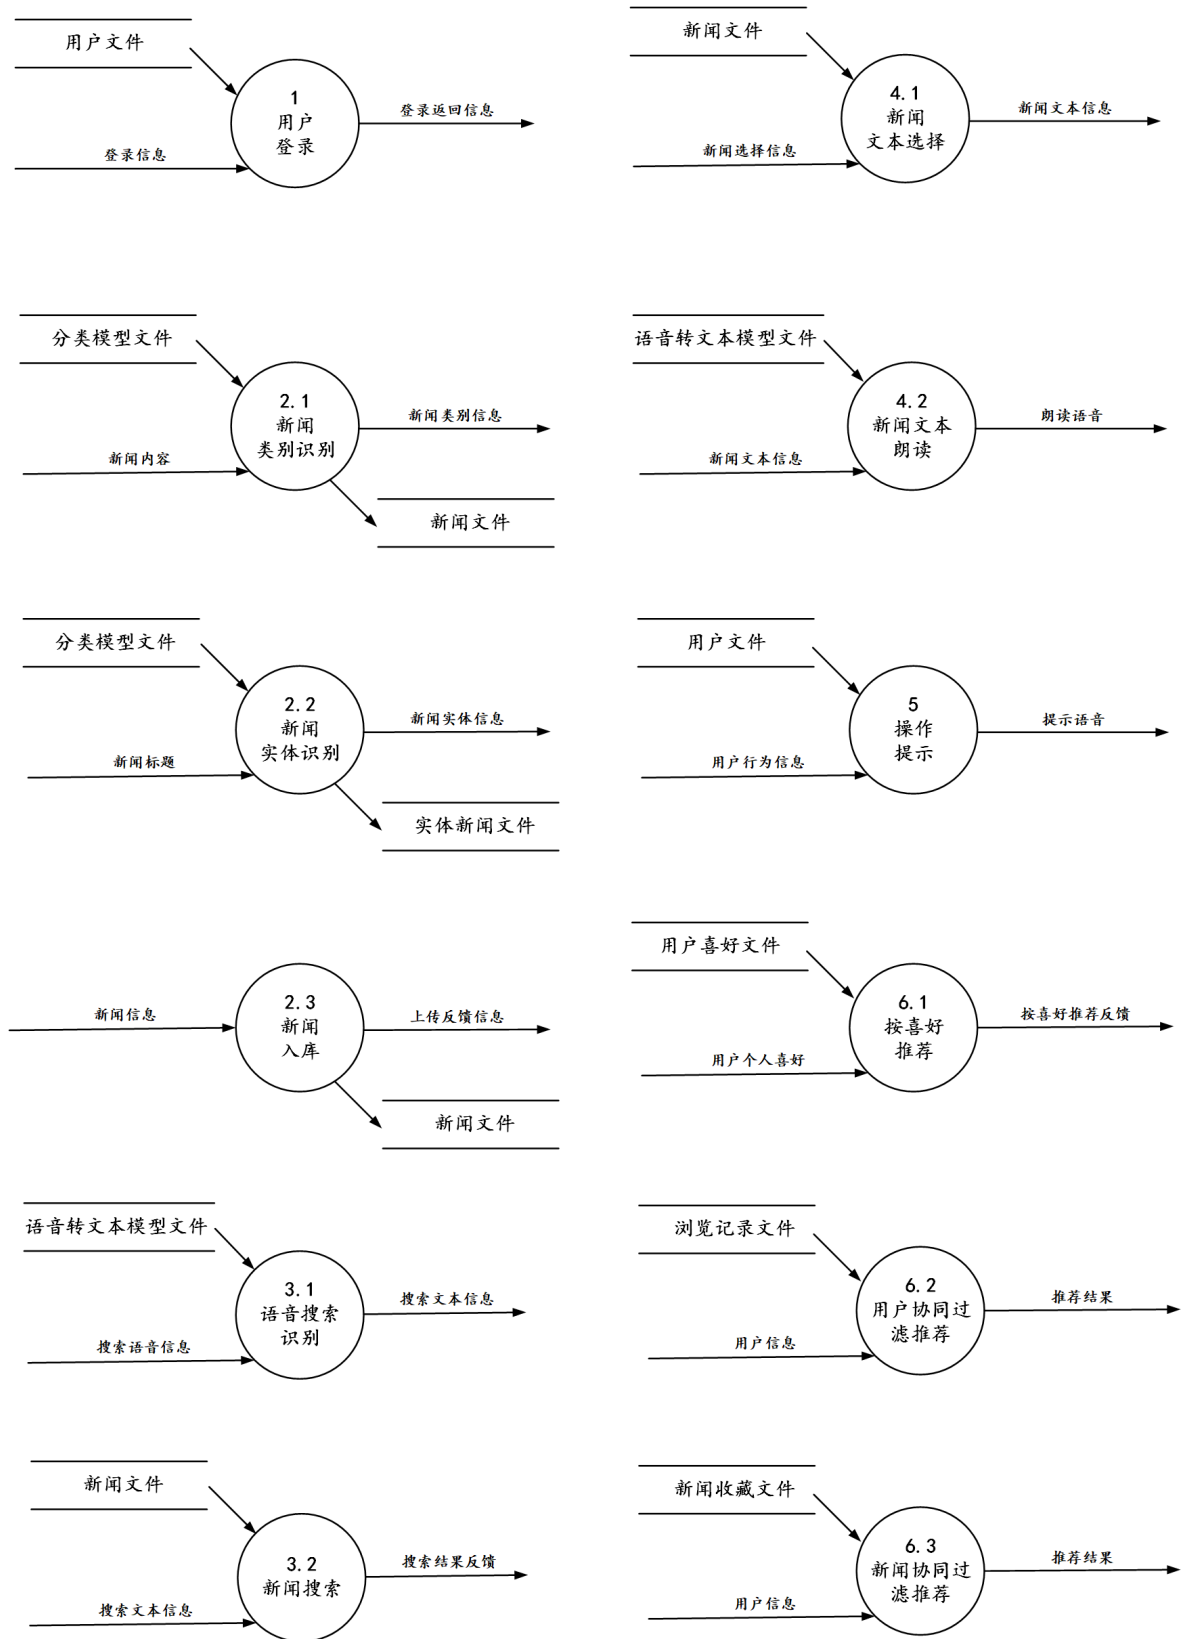 用户文件
1
用户
登录
登录返回信息
登录信息
分类模型文件
2.1
新闻
类别识别
新闻类别信息
新闻内容
新闻文件
分类模型文件
2.2
新闻
实体识别
新闻实体信息
新闻标题
实体新闻文件
新闻信息
2.3
新闻
入库
上传反馈信息
新闻文件
语音转文本模型文件
3.1
语音搜索
识别
搜索文本信息
搜索语音信息
新闻文件
3.2
新闻搜索
搜索结果反馈
搜索文本信息
新闻文件
4.1
新闻
文本选择
新闻文本信息
新闻选择信息
语音转文本模型文件
4.2
新闻文本
朗读
朗读语音
新闻文本信息
用户文件
5
操作
提示
提示语音
用户行为信息
用户喜好文件
6.1
按喜好
推荐
按喜好推荐反馈
用户个人喜好
浏览记录文件
6.2
用户协同过
滤推荐
推荐结果
用户信息
新闻收藏文件
6.3
新闻协同过
滤推荐
推荐结果
用户信息